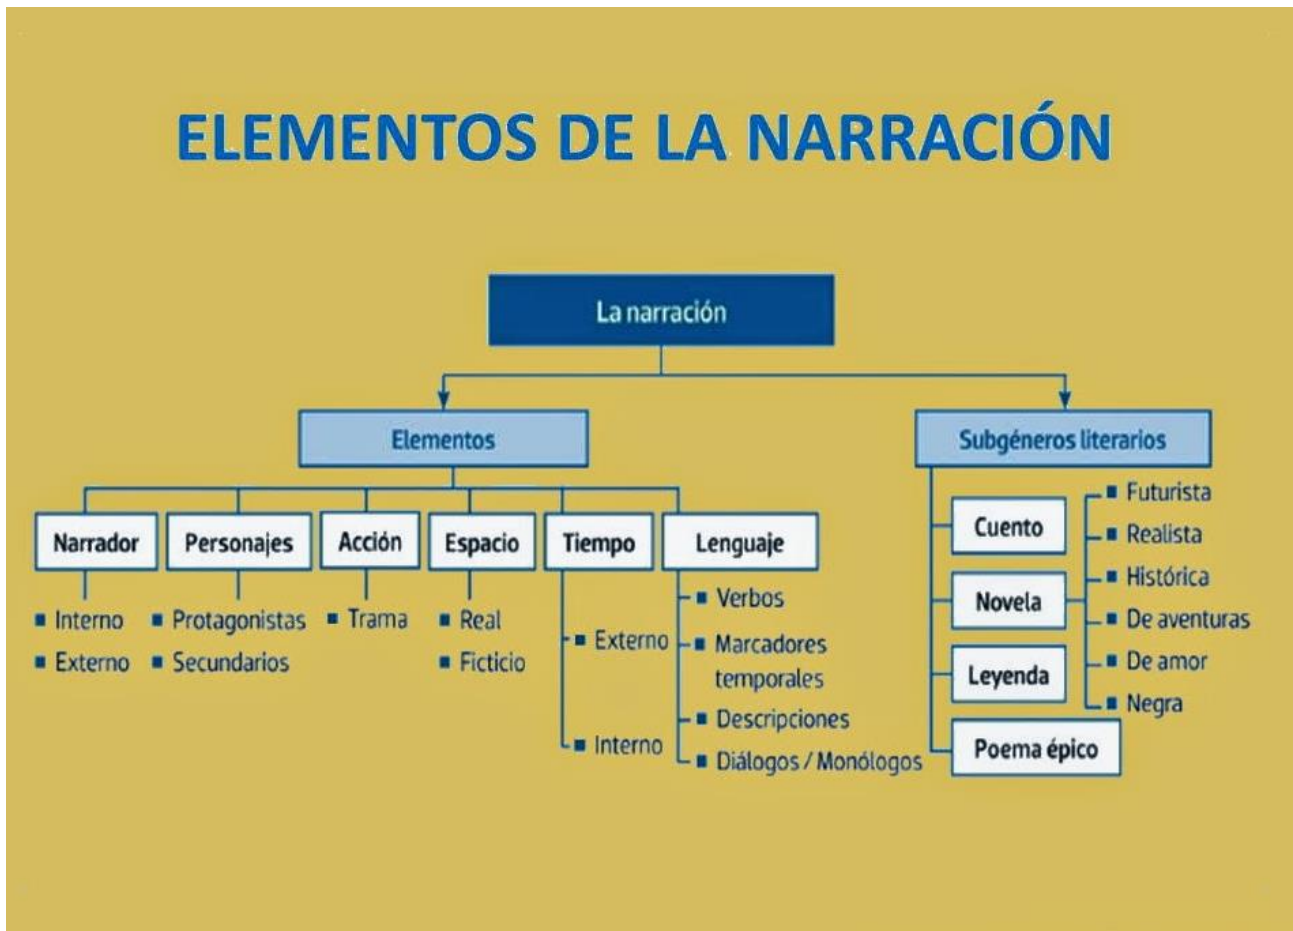 ELEMENTOS DE LA NARRACIÓN
La narración
Elementos
Narrador
Interno
Externo
Personajes
Protagonistas
Secundarios
Acción
Trama
Espacio
Real
Ficticio
Tiempo
Externo
Interno
Lenguaje
Verbos
Marcadores
temporales
Descripciones
Diálogos / Monólogos
Subgéneros literarios
Cuento
Novela
Futurista
Realista
Histórica
De aventuras
De amor
Negra
Leyenda
Poema épico